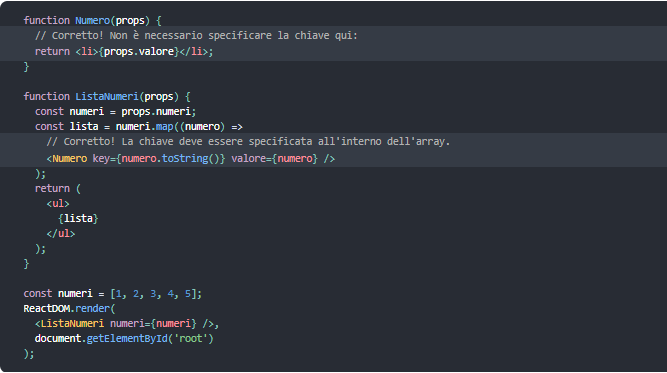 function Numero(props) {
  // Corretto! Non è necessario specificare la chiave qui:
  return <li>{props.valore}</li>;
}

function ListaNumeri(props) {
  const numeri = props.numeri;
  const lista = numeri.map((numero) =>
    // Corretto! La chiave deve essere specificata all'interno dell'array.
    <Numero key={numero.toString()} valore={numero} />
  );
  return (
    <ul>
      {lista}
    </ul>
  );
}

const numeri = [1, 2, 3, 4, 5];
ReactDOM.render(
  <ListaNumeri numeri={numeri} />,
  document.getElementById('root')
);